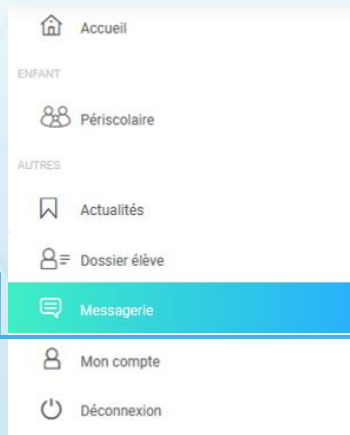 Accueil
ENFANT
Périscolaire
AUTRES
Actualités
Dossier élève
Messagerie
Mon compte
Déconnexion